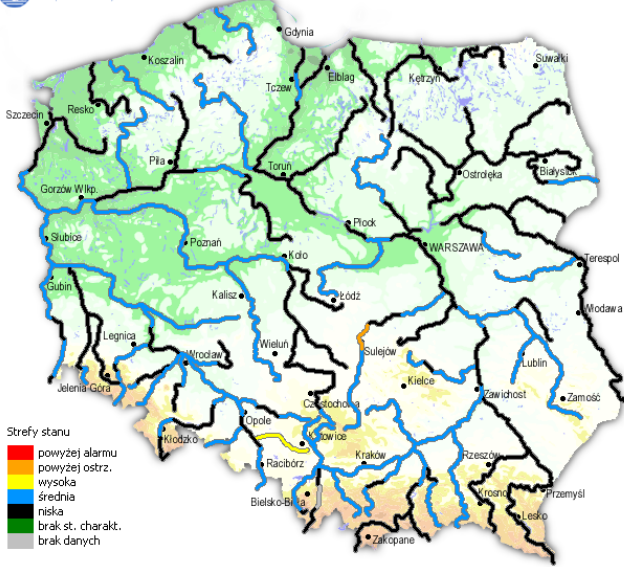 Gdynia
Koszalin
Suwałki
Elbląg
Kętrzyn
Tczew
Resko
Szczecin
Piła
Białystok
Toruń
Ostrołęka
Gorzów Wlkp.
Płock
Słubice
Poznań
WARSZAWA
Koło
Terespol
Gubin
Kalisz
Łódź
Włodawa
Legnica
Wieluń
Sulejów
Wrocław
Lublin
Jelenia-Góra
Kielce
Zawichost
Zamość
Częstochowa
Opole
Strefy stanu
Kłodzko
Katowice
powyżej alarmu
Kraków
Rzeszów
powyżej ostrz.
Racibórz
wysoka
Przemyśl
średnia
Bielsko-Biała
Krosno
niska
Lesko
brak st. charakt.
Zakopane
brak danych